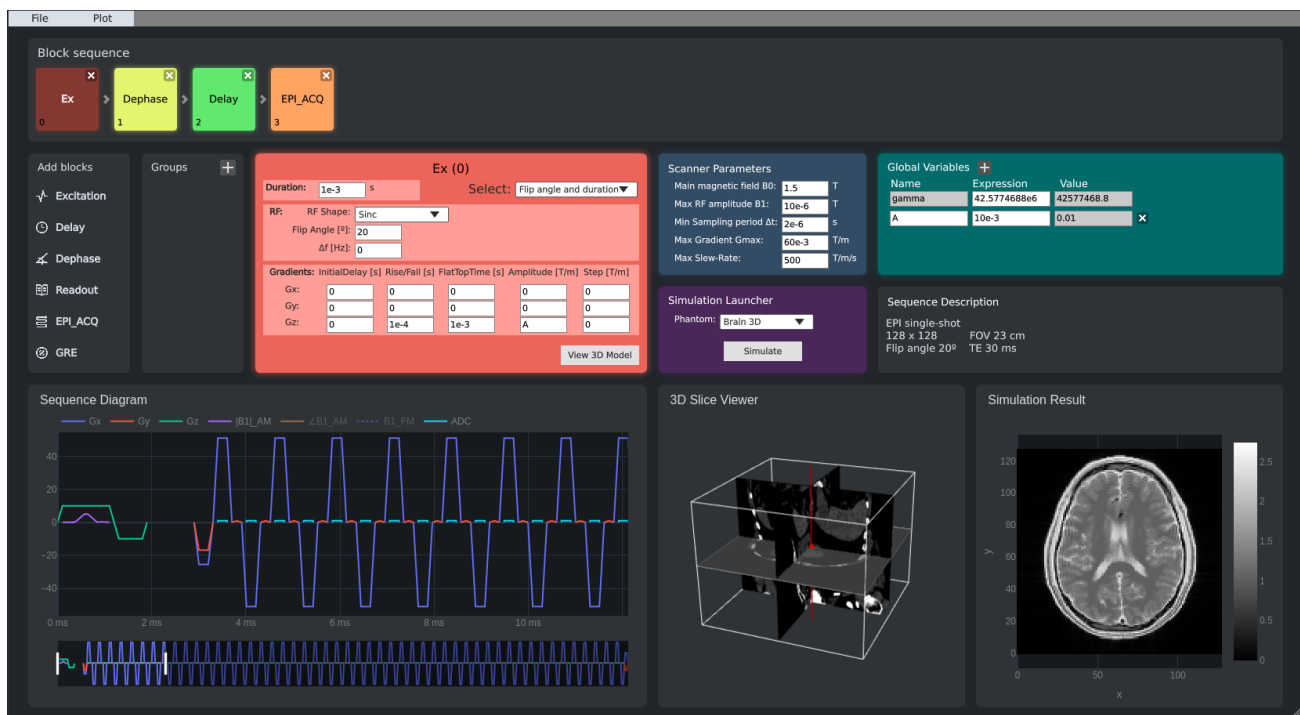 File Plot
Block sequence
Ex Dephase Delay EPI_ACQ
0 1 2 3
Add blocks
Excitation
Delay
Dephase
Readout
EPI_ACQ
GRE
Groups +
Ex (0)
Duration: 1e-3 s Select: Flip angle and duration
RF: RF Shape: Sinc
Flip Angle [º]: 20
Δf [Hz]: 0
Gradients: InitialDelay [s] Rise/Fall [s] FlatTopTime [s] Amplitude [T/m] Step [T/m]
Gx: 0 0 0 0 0
Gy: 0 0 0 0 0
Gz: 0 1e-4 1e-3 A 0
View 3D Model
Scanner Parameters
Main magnetic field B0: 1.5 T
Max RF amplitude B1: 10e-6 T
Min Sampling period Δt: 2e-6 s
Max Gradient Gmax: 60e-3 T/m
Max Slew-Rate: 500 T/m/s
Simulation Launcher
Phantom: Brain 3D
Simulate
Global Variables +
Name Expression Value
gamma 42.5774688e6 42577468.8
A 10e-3 0.01
Sequence Description
EPI single-shot
128 x 128 FOV 23 cm
Flip angle 20º TE 30 ms
Sequence Diagram
Gx Gy Gz |B1|_AM ∠B1_AM B1_FM ADC
40
20
0
−20
−40
0 ms 2 ms 4 ms 6 ms 8 ms 10 ms
3D Slice Viewer
Simulation Result
120
100
80
60
40
20
0
y
0 50 100
x
2.5
2
1.5
1
0.5
0